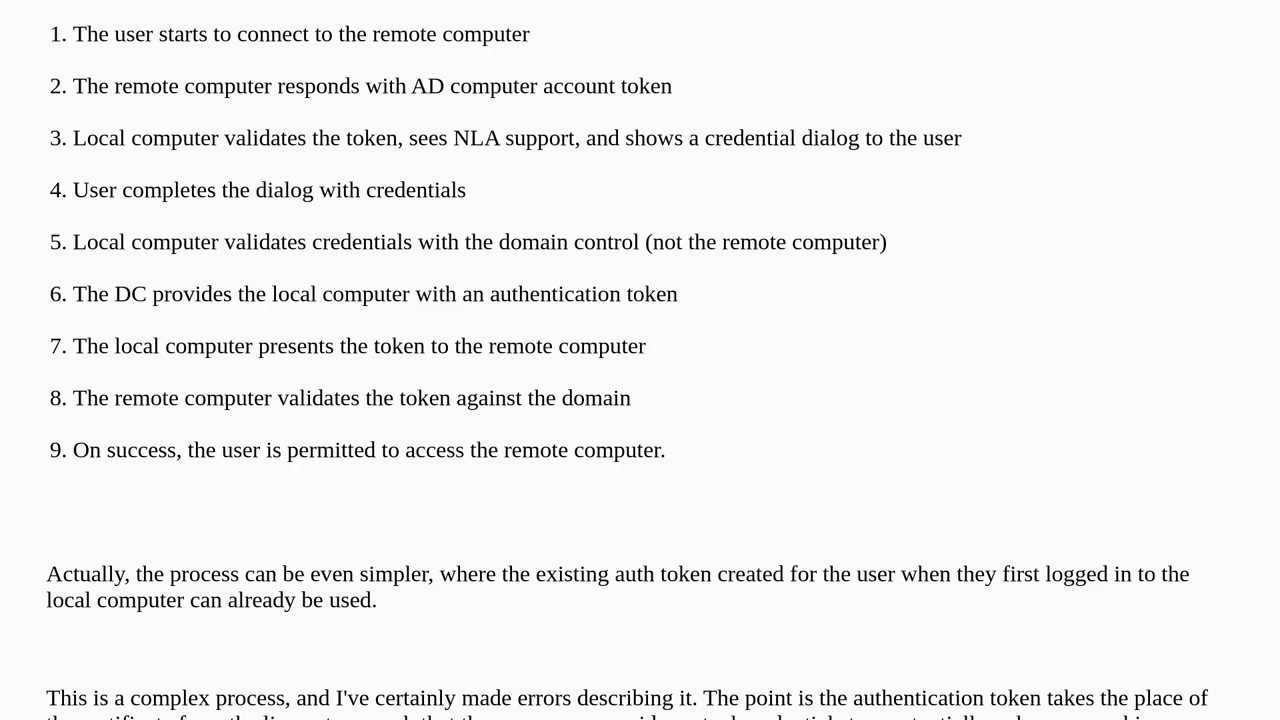 1. The user starts to connect to the remote computer
2. The remote computer responds with AD computer account token
3. Local computer validates the token, sees NLA support, and shows a credential dialog to the user
4. User completes the dialog with credentials
5. Local computer validates credentials with the domain control (not the remote computer)
6. The DC provides the local computer with an authentication token
7. The local computer presents the token to the remote computer
8. The remote computer validates the token against the domain
9. On success, the user is permitted to access the remote computer.
Actually, the process can be even simpler, where the existing auth token created for the user when they first logged in to the
local computer can already be used.
This is a complex process, and I've certainly made errors describing it. The point is the authentication token takes the place of